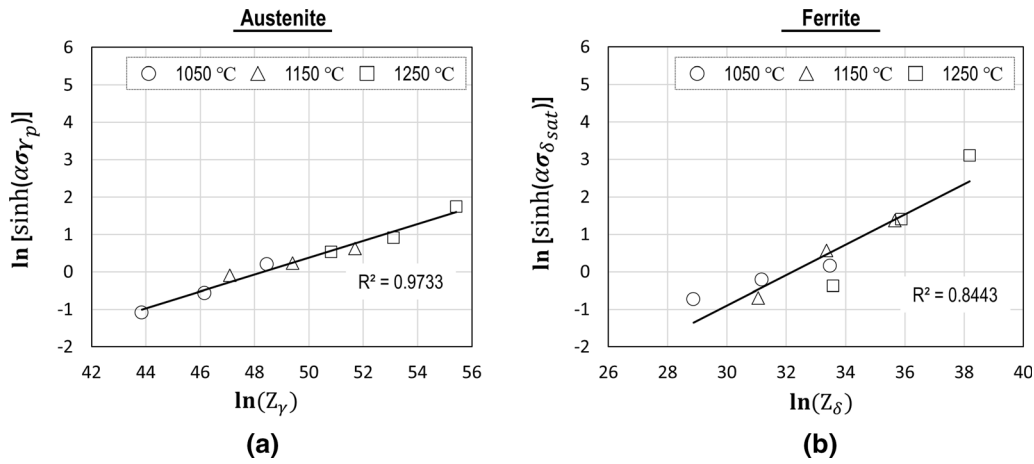 Austenite
6
5
4
3
2
1
0
-1
-2
1050 °C 1150 °C 1250 °C
R² = 0.9733
42 44 46 48 50 52 54 56
ln [sinh(ασγp)]
ln(Zγ)
(a)
Ferrite
6
5
4
3
2
1
0
-1
-2
1050 °C 1150 °C 1250 °C
R² = 0.8443
26 28 30 32 34 36 38 40
ln [sinh(ασδsat)]
ln(Zδ)
(b)